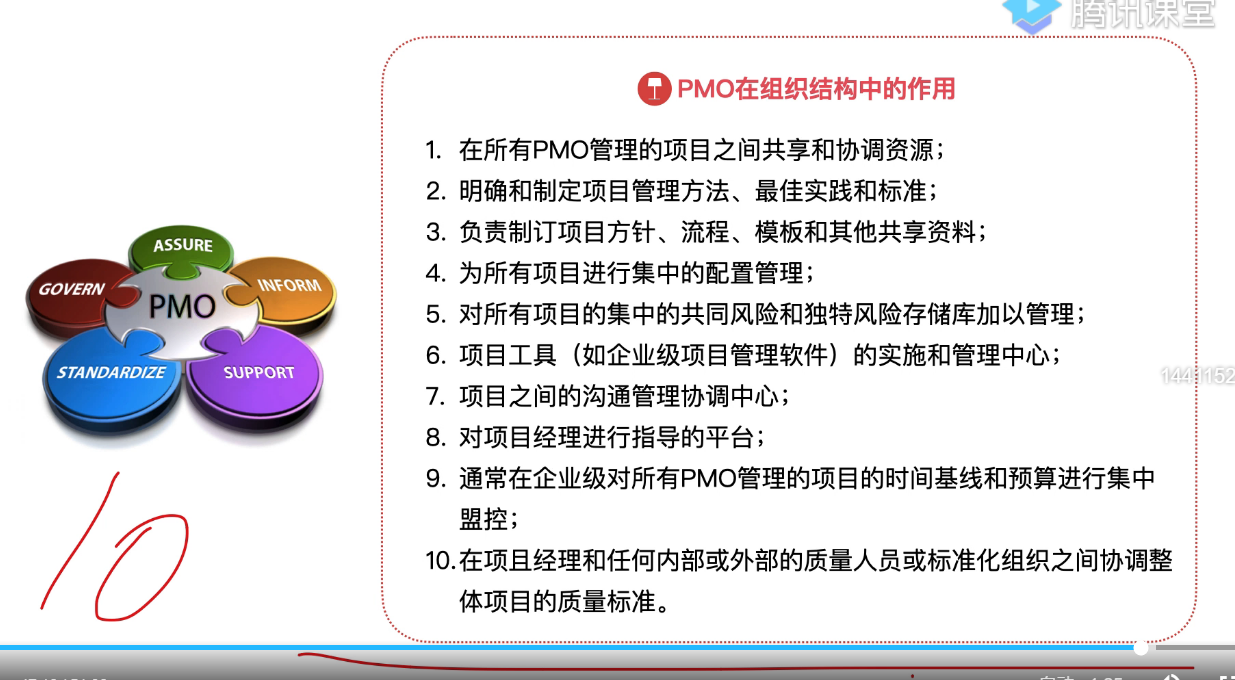 腾讯课堂
PMO在组织结构中的作用
1. 在所有PMO管理的项目之间共享和协调资源；
2. 明确和制定项目管理方法、最佳实践和标准；
3. 负责制订项目方针、流程、模板和其他共享资料；
4. 为所有项目进行集中的配置管理；
5. 对所有项目的集中的共同风险和独特风险存储库加以管理；
6. 项目工具（如企业级项目管理软件）的实施和管理中心；
7. 项目之间的沟通管理协调中心；
8. 对项目经理进行指导的平台；
9. 通常在企业级对所有PMO管理的项目的时间基线和预算进行集中
盟控；
10.在项且经理和任何内部或外部的质量人员或标准化组织之间协调整
体项目的质量标准。
ASSURE
GOVERN
INFORM
PMO
STANDARDIZE
SUPPORT
10